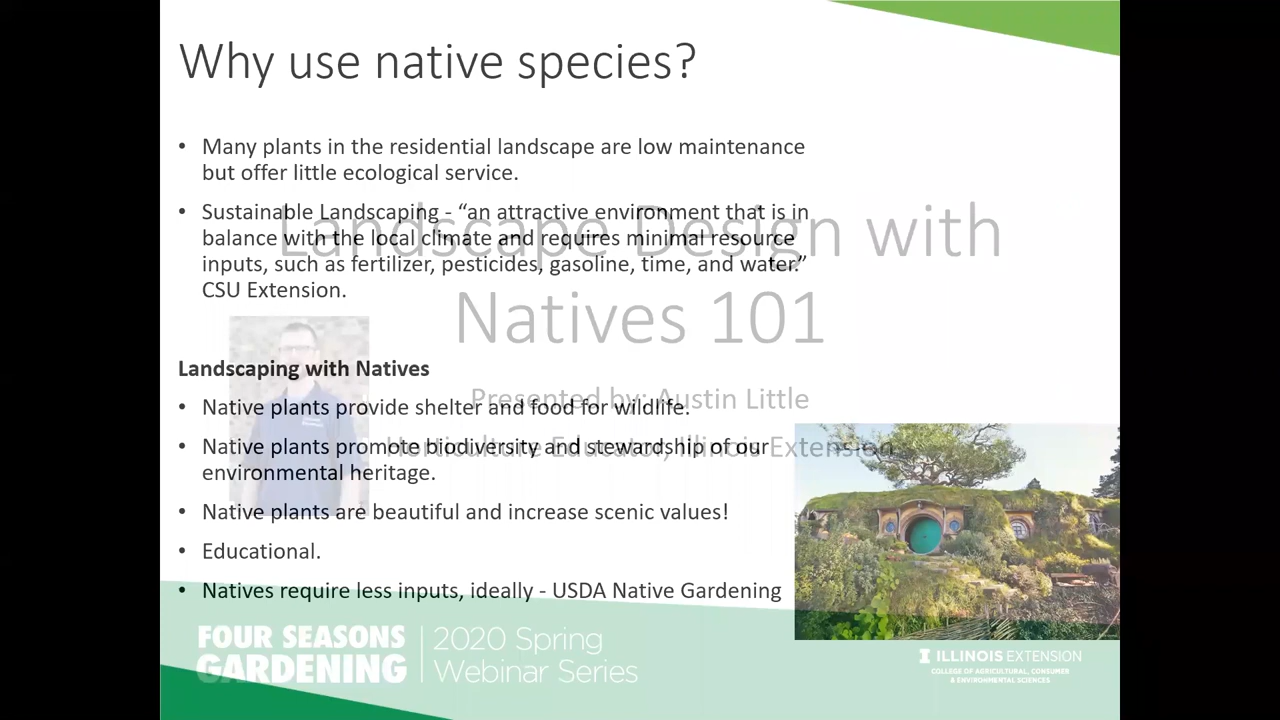 Why use native species?
• Many plants in the residential landscape are low maintenance
but offer little ecological service.
• Sustainable Landscaping - “an attractive environment that is in
balance with the local climate and requires minimal resource
inputs, such as fertilizer, pesticides, gasoline, time, and water.”
CSU Extension.
Landscape Design with
Natives 101
Presented by: Austin Little
Horticulture Educator, Illinois Extension
Landscaping with Natives
• Native plants provide shelter and food for wildlife.
• Native plants promote biodiversity and stewardship of our
environmental heritage.
• Native plants are beautiful and increase scenic values!
• Educational.
• Natives require less inputs, ideally - USDA Native Gardening
FOUR SEASONS
GARDENING
2020 Spring
Webinar Series
I ILLINOIS EXTENSION
COLLEGE OF AGRICULTURAL, CONSUMER
& ENVIRONMENTAL SCIENCES